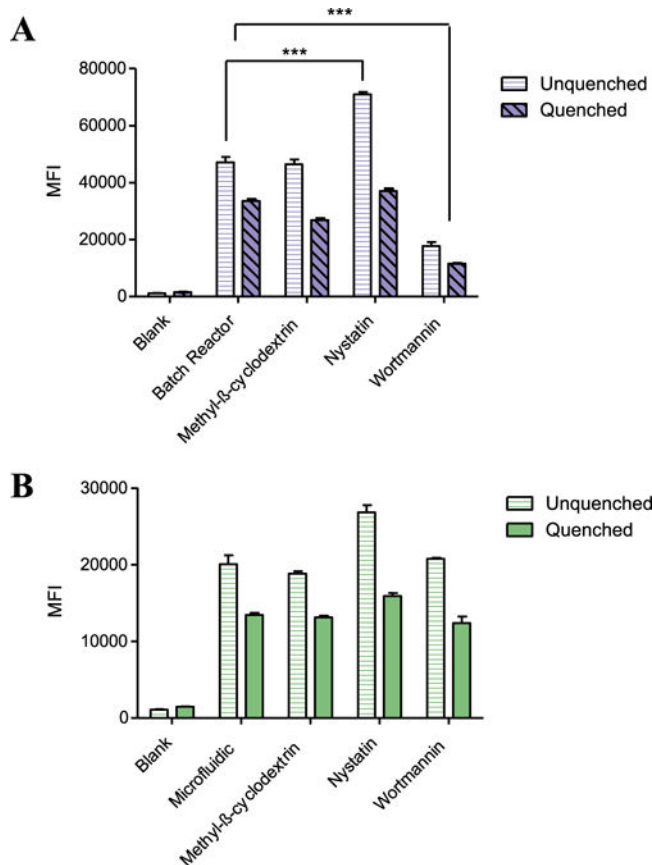 A
***
***
80000
60000
40000
20000
0
MFI
Unquenched
Quenched
Blank
Batch Reactor
Methyl-ß-cyclodextrin
Nystatin
Wortmannin
B
30000
20000
10000
0
MFI
Unquenched
Quenched
Blank
Microfluidic
Methyl-ß-cyclodextrin
Nystatin
Wortmannin